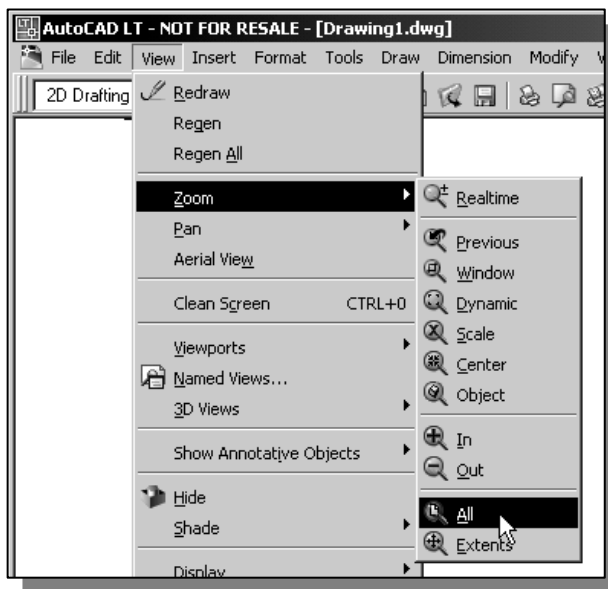 AutoCAD LT - NOT FOR RESALE - [Drawing1.dwg]
File Edit View Insert Format Tools Draw Dimension Modify
2D Drafting
Redraw
Regen
Regen All
Zoom
Pan
Aerial View
Clean Screen CTRL+0
Viewports
Named Views...
3D Views
Show Annotative Objects
Hide
Shade
Display
Realtime
Previous
Window
Dynamic
Scale
Center
Object
In
Out
All
Extents